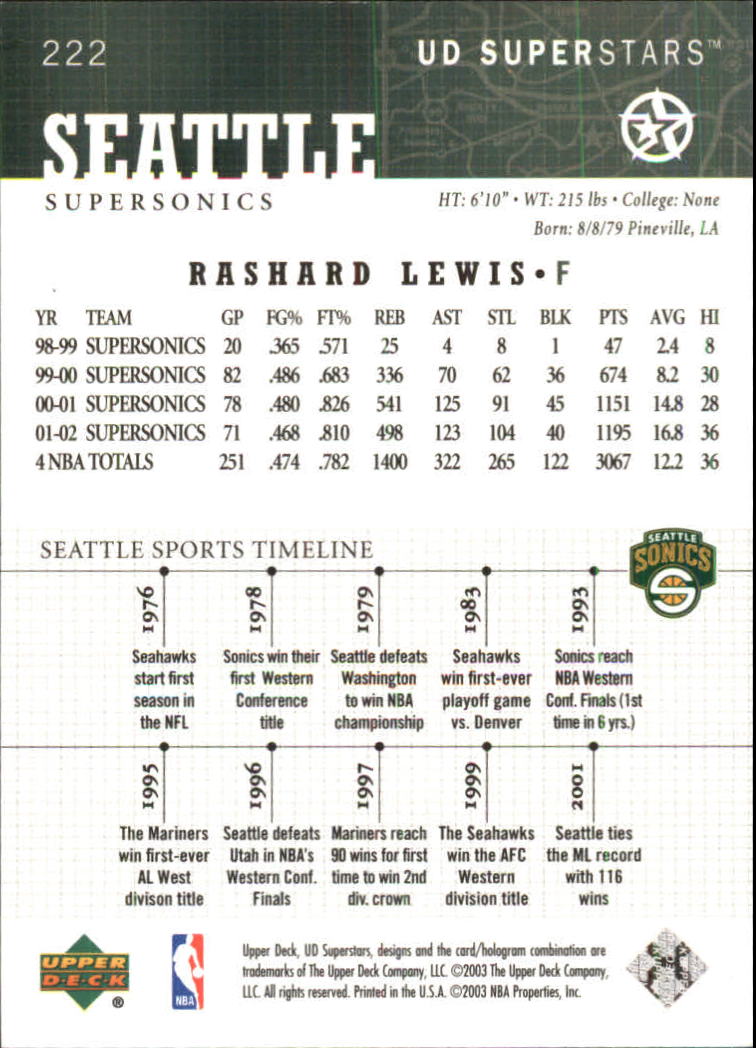 222
UD SUPERSTARS™
SEATTLE
SUPERSONICS
HT: 6'10" • WT: 215 lbs • College: None
Born: 8/8/79 Pineville, LA
RASHARD LEWIS • F
YR TEAM GP FG% FT% REB AST STL BLK PTS AVG HI
98-99 SUPERSONICS 20 .365 .571 25 4 8 1 47 2.4 8
99-00 SUPERSONICS 82 .486 .683 336 70 62 36 674 8.2 30
00-01 SUPERSONICS 78 .480 .826 541 125 91 45 1151 14.8 28
01-02 SUPERSONICS 71 .468 .810 498 123 104 40 1195 16.8 36
4 NBA TOTALS 251 .474 .782 1400 322 265 122 3067 12.2 36
SEATTLE SPORTS TIMELINE
SEATTLE
SONICS
1976
Seahawks
start first
season in
the NFL
1978
Sonics win their
first Western
Conference
title
1979
Seattle defeats
Washington
to win NBA
championship
1983
Seahawks
win first-ever
playoff game
vs. Denver
1993
Sonics reach
NBA Western
Conf. Finals (1st
time in 6 yrs.)
1995
The Mariners
win first-ever
AL West
divison title
1996
Seattle defeats
Utah in NBA's
Western Conf.
Finals
1997
Mariners reach
90 wins for first
time to win 2nd
div. crown
1999
The Seahawks
win the AFC
Western
division title
2001
Seattle ties
the ML record
with 116
wins
UPPER
D•E•C•K
®
NBA
Upper Deck, UD Superstars, designs and the card/hologram combination are
trademarks of The Upper Deck Company, LLC. ©2003 The Upper Deck Company,
LLC. All rights reserved. Printed in the U.S.A. ©2003 NBA Properties, Inc.